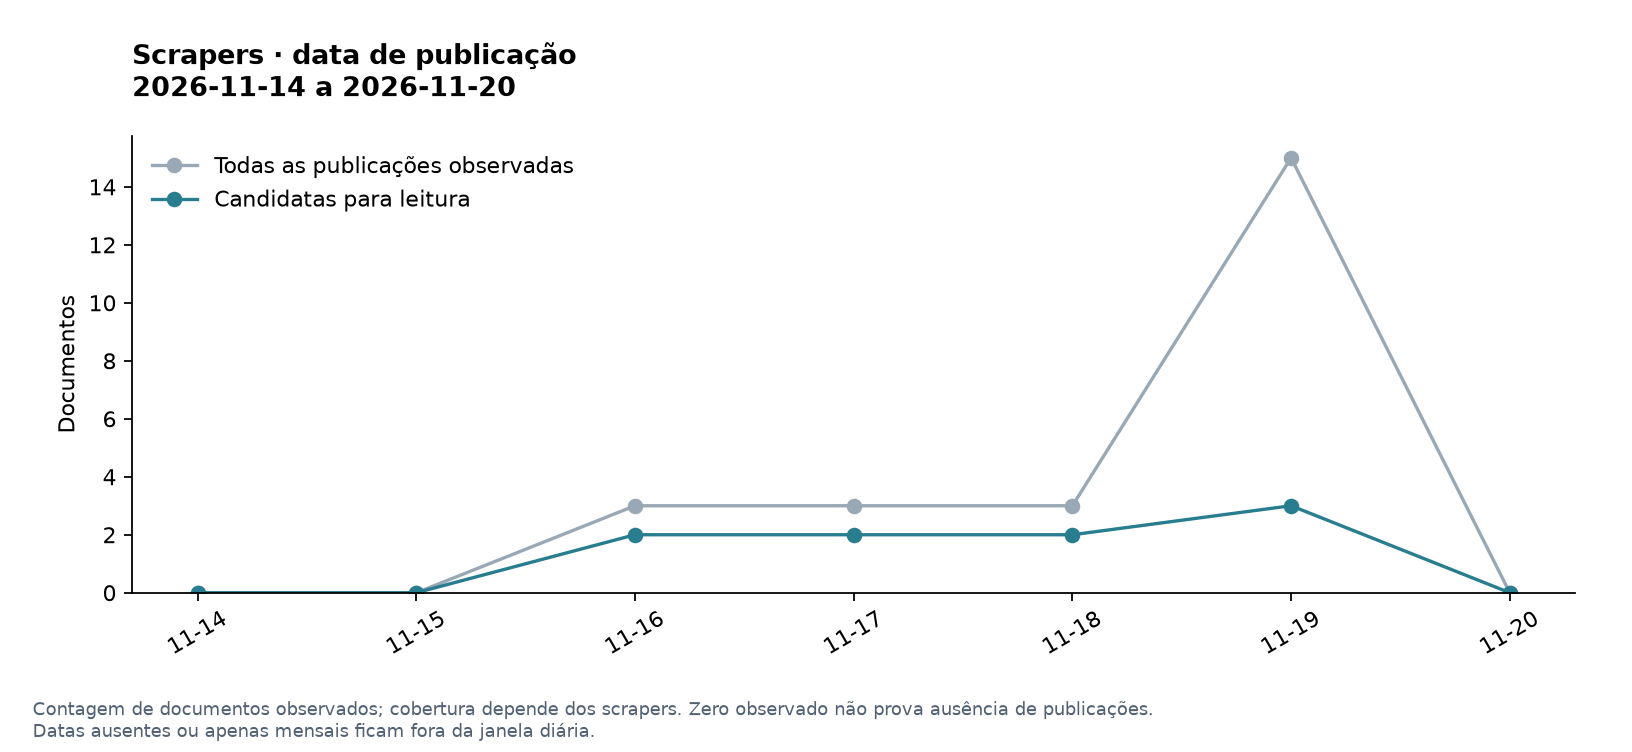 Scrapers · data de publicação
2026-11-14 a 2026-11-20
Todas as publicações observadas
Candidatas para leitura
Documentos
14
12
10
8
6
4
2
0
11-14
11-15
11-16
11-17
11-18
11-19
11-20
Contagem de documentos observados; cobertura depende dos scrapers. Zero observado não prova ausência de publicações.
Datas ausentes ou apenas mensais ficam fora da janela diária.